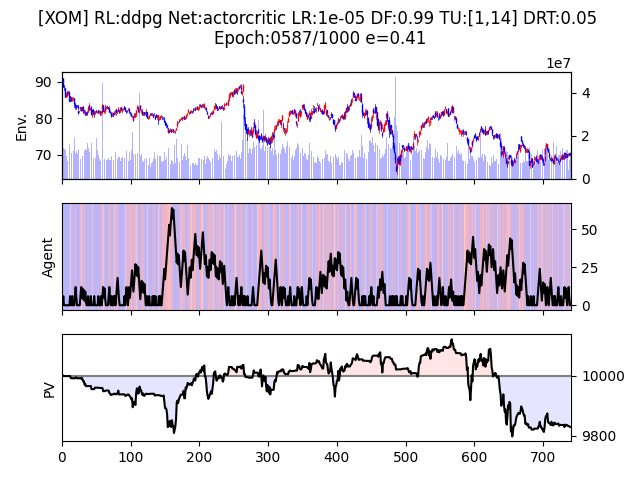 [XOM] RL:ddpg Net:actorcritic LR:1e-05 DF:0.99 TU:[1,14] DRT:0.05
Epoch:0587/1000 e=0.41
1e7
90
80
70
Env.
4
2
0
Agent
50
25
0
PV
10000
9800
0 100 200 300 400 500 600 700